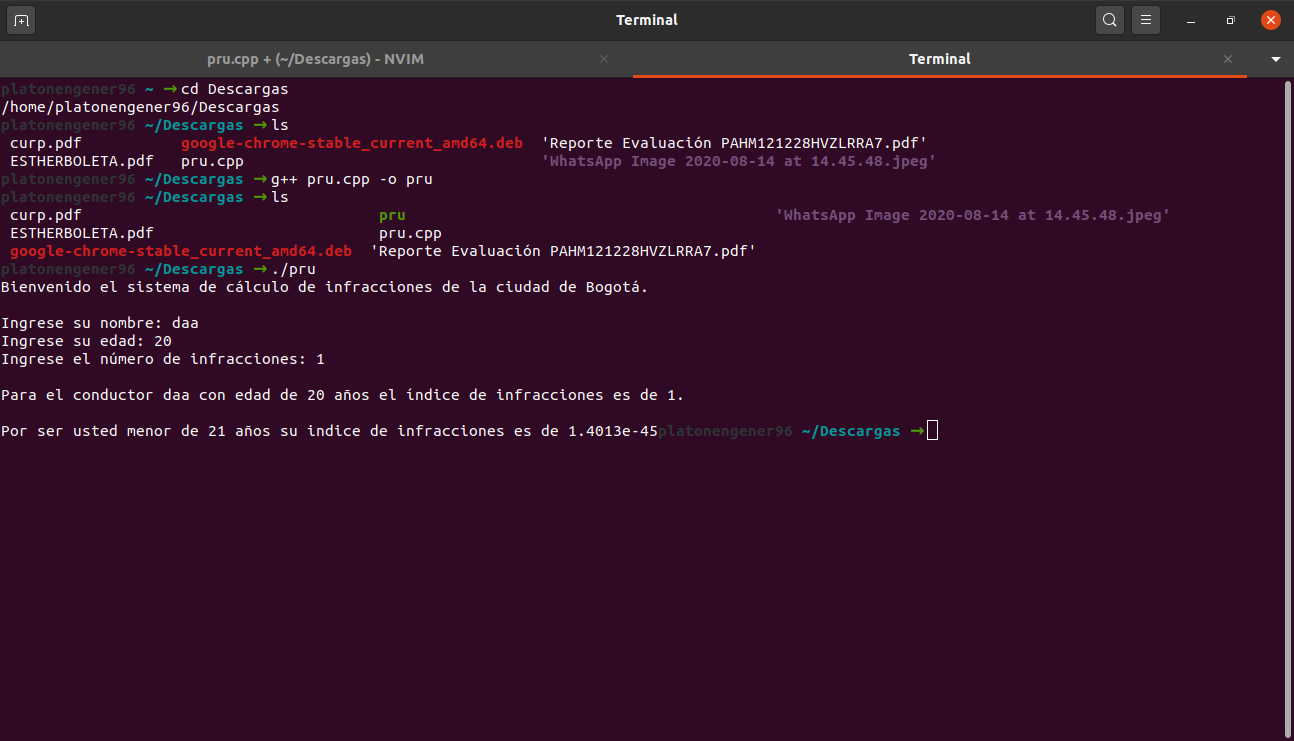 Terminal
pru.cpp + (~/Descargas) - NVIM
Terminal
platonengener96 ~ →cd Descargas
/home/platonengener96/Descargas
platonengener96 ~/Descargas →ls
curp.pdf google-chrome-stable_current_amd64.deb 'Reporte Evaluación PAHM121228HVZLRRA7.pdf'
ESTHERBOLETA.pdf pru.cpp 'WhatsApp Image 2020-08-14 at 14.45.48.jpeg'
platonengener96 ~/Descargas →g++ pru.cpp -o pru
platonengener96 ~/Descargas →ls
curp.pdf pru 'WhatsApp Image 2020-08-14 at 14.45.48.jpeg'
ESTHERBOLETA.pdf pru.cpp
google-chrome-stable_current_amd64.deb 'Reporte Evaluación PAHM121228HVZLRRA7.pdf'
platonengener96 ~/Descargas →./pru
Bienvenido el sistema de cálculo de infracciones de la ciudad de Bogotá.
Ingrese su nombre: daa
Ingrese su edad: 20
Ingrese el número de infracciones: 1
Para el conductor daa con edad de 20 años el índice de infracciones es de 1.
Por ser usted menor de 21 años su indice de infracciones es de 1.4013e-45platonengener96 ~/Descargas →